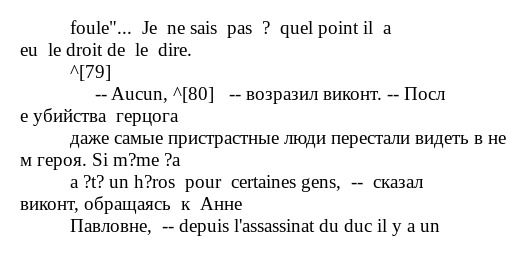 foule"... Je ne sais pas ? quel point il a
eu le droit de le dire.
^[79]
-- Aucun, ^[80] -- возразил виконт. -- Посл
е убийства герцога
даже самые пристрастные люди перестали видеть в не
м героя. Si m?me ?a
a ?t? un h?ros pour certaines gens, -- сказал
виконт, обращаясь к Анне
Павловне, -- depuis l'assassinat du duc il y a un